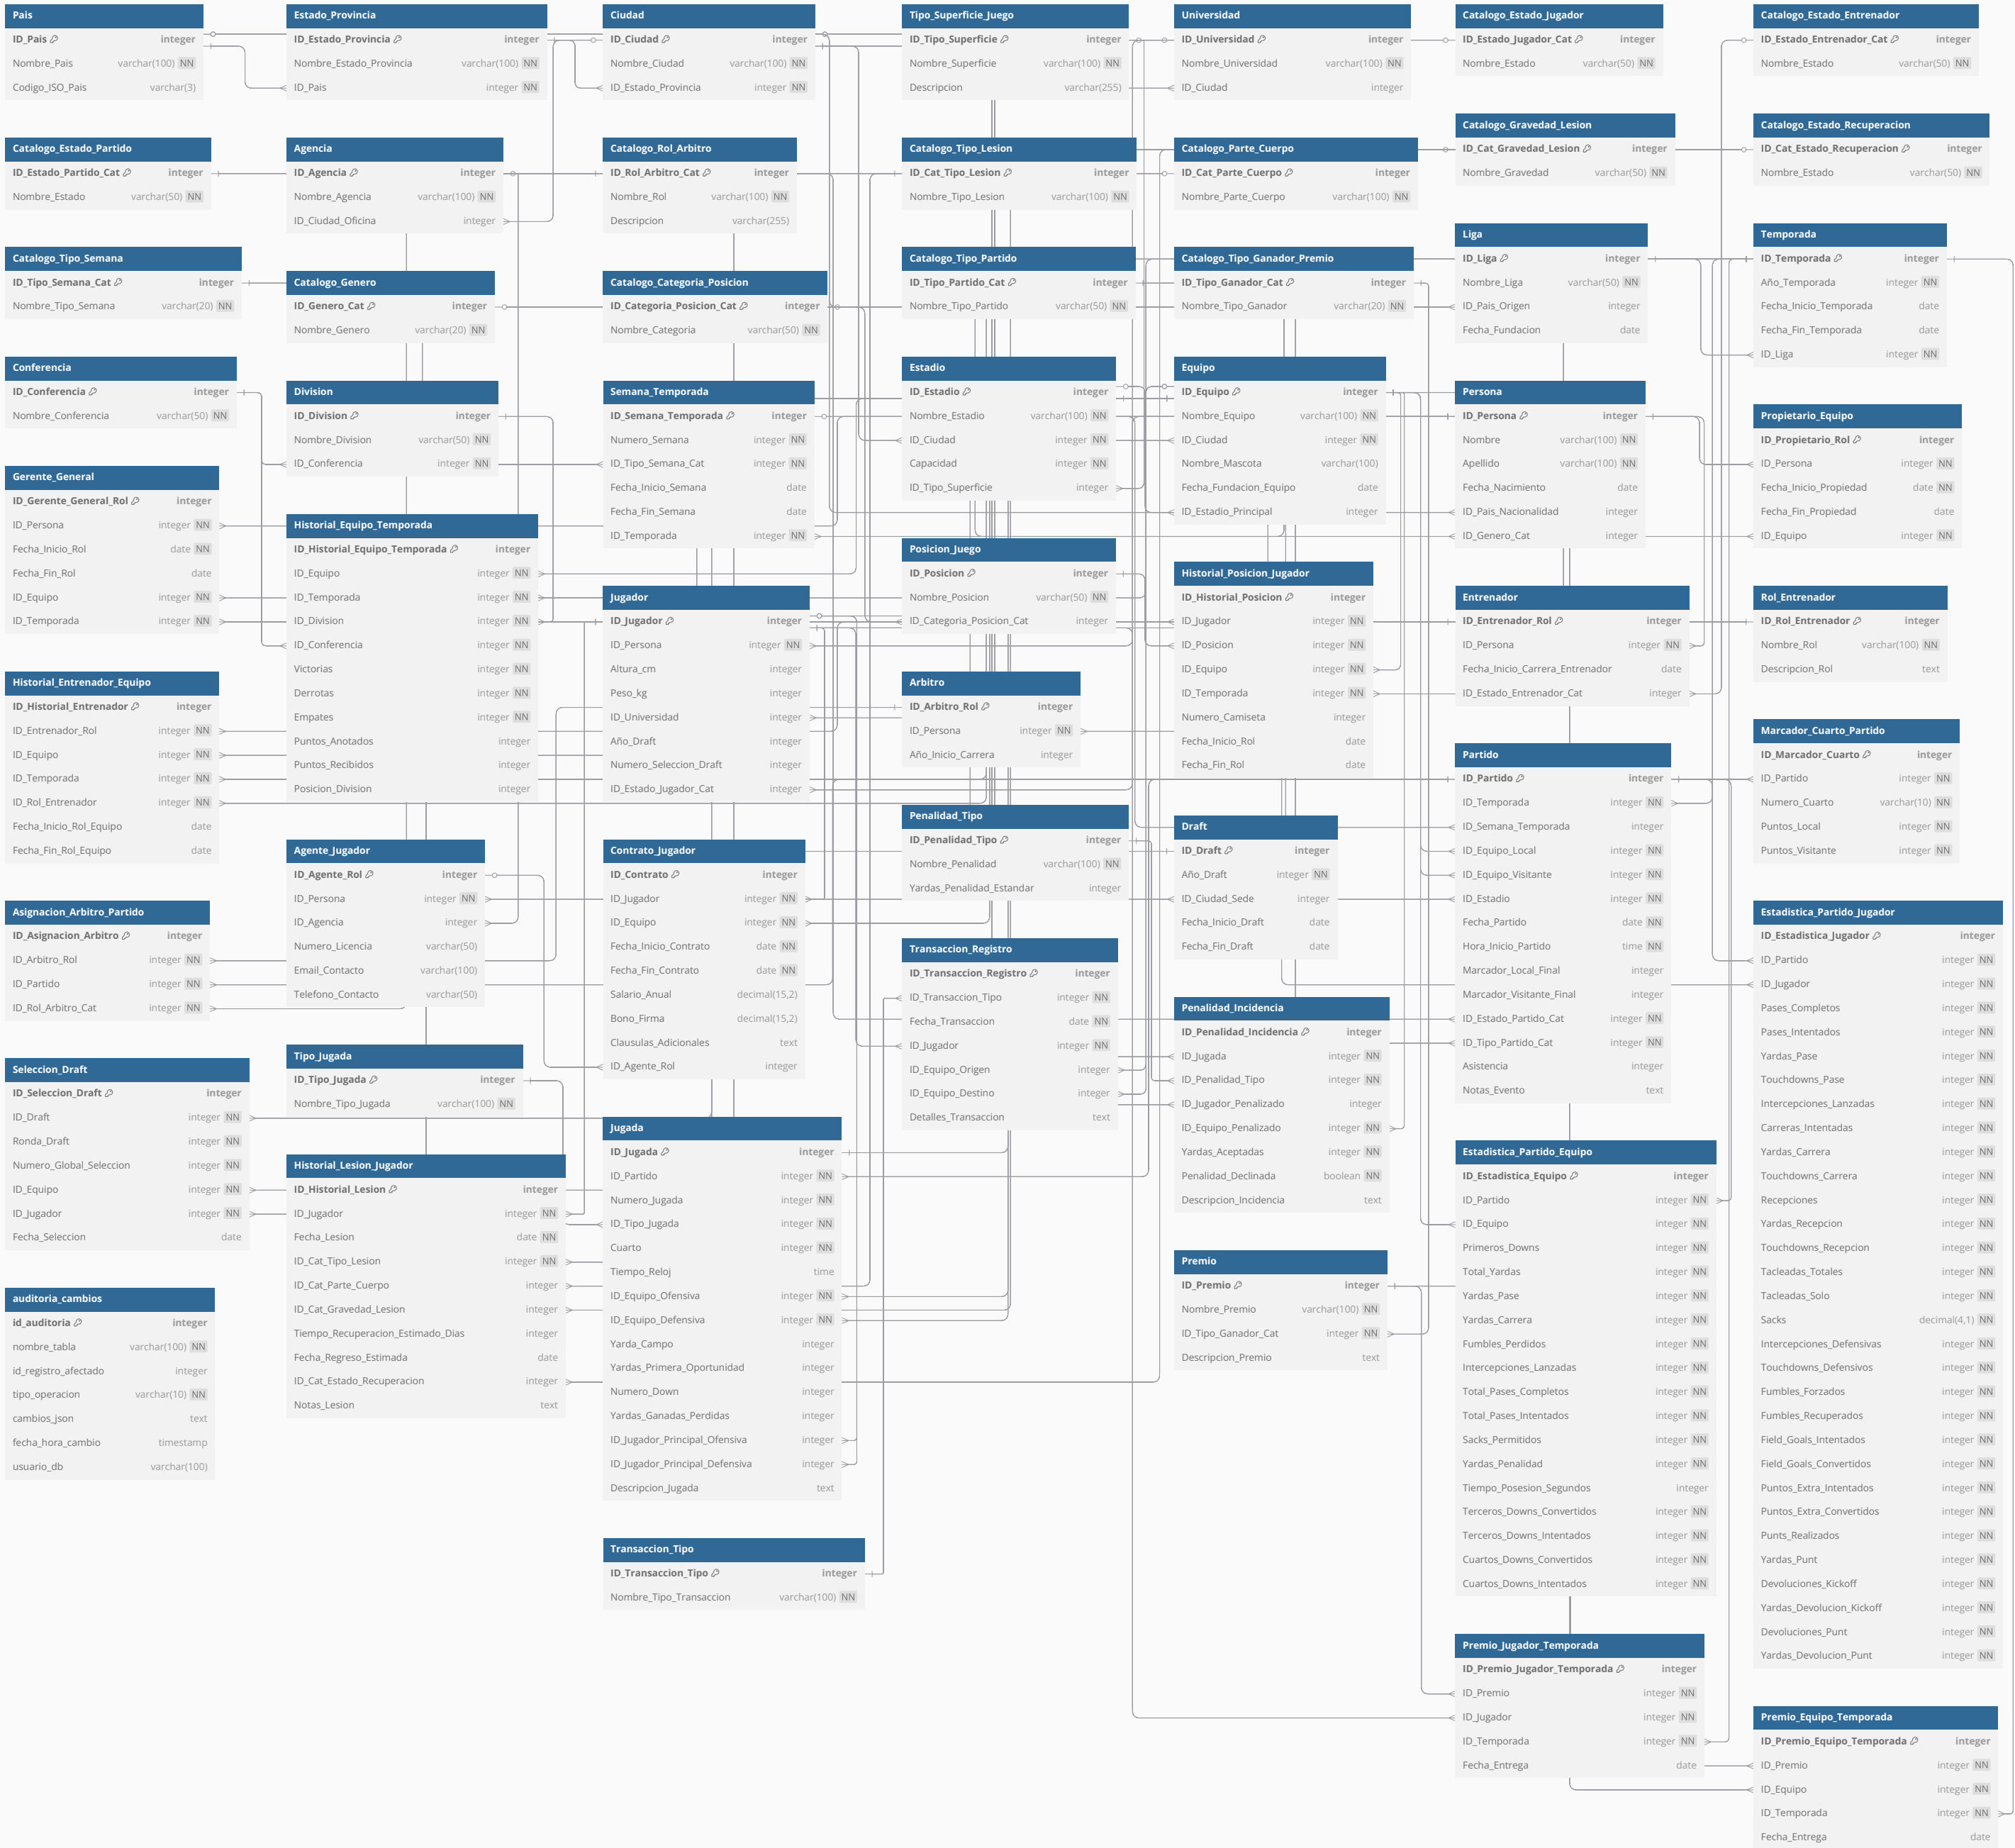 Pais
ID_Pais integer
Nombre_Pais varchar(100) NN
Codigo_ISO_Pais varchar(3)
Catalogo_Estado_Partido
ID_Estado_Partido_Cat integer
Nombre_Estado varchar(50) NN
Catalogo_Tipo_Semana
ID_Tipo_Semana_Cat integer
Nombre_Tipo_Semana varchar(20) NN
Conferencia
ID_Conferencia integer
Nombre_Conferencia varchar(50) NN
Gerente_General
ID_Gerente_General_Rol integer
ID_Persona integer NN
Fecha_Inicio_Rol date NN
Fecha_Fin_Rol date
ID_Equipo integer NN
ID_Temporada integer NN
Historial_Entrenador_Equipo
ID_Historial_Entrenador integer
ID_Entrenador_Rol integer NN
ID_Equipo integer NN
ID_Temporada integer NN
ID_Rol_Entrenador integer NN
Fecha_Inicio_Rol_Equipo date
Fecha_Fin_Rol_Equipo date
Asignacion_Arbitro_Partido
ID_Asignacion_Arbitro integer
ID_Arbitro_Rol integer NN
ID_Partido integer NN
ID_Rol_Arbitro_Cat integer NN
Seleccion_Draft
ID_Seleccion_Draft integer
ID_Draft integer NN
Ronda_Draft integer NN
Numero_Global_Seleccion integer NN
ID_Equipo integer NN
ID_Jugador integer NN
Fecha_Seleccion date
auditoria_cambios
id_auditoria integer
nombre_tabla varchar(100) NN
id_registro_afectado integer
tipo_operacion varchar(10) NN
cambios_json text
fecha_hora_cambio timestamp
usuario_db varchar(100)
Estado_Provincia
ID_Estado_Provincia integer
Nombre_Estado_Provincia varchar(100) NN
ID_Pais integer NN
Agencia
ID_Agencia integer
Nombre_Agencia varchar(100) NN
ID_Ciudad_Oficina integer
Catalogo_Genero
ID_Genero_Cat integer
Nombre_Genero varchar(20) NN
Division
ID_Division integer
Nombre_Division varchar(50) NN
ID_Conferencia integer NN
Historial_Equipo_Temporada
ID_Historial_Equipo_Temporada integer
ID_Equipo integer NN
ID_Temporada integer NN
ID_Division integer NN
ID_Conferencia integer NN
Victorias integer NN
Derrotas integer NN
Empates integer NN
Puntos_Anotados integer
Puntos_Recibidos integer
Posicion_Division integer
Agente_Jugador
ID_Agente_Rol integer
ID_Persona integer NN
ID_Agencia integer
Numero_Licencia varchar(50)
Email_Contacto varchar(100)
Telefono_Contacto varchar(50)
Tipo_Jugada
ID_Tipo_Jugada integer
Nombre_Tipo_Jugada varchar(100) NN
Historial_Lesion_Jugador
ID_Historial_Lesion integer
ID_Jugador integer NN
Fecha_Lesion date NN
ID_Cat_Tipo_Lesion integer NN
ID_Cat_Parte_Cuerpo integer
ID_Cat_Gravedad_Lesion integer
Tiempo_Recuperacion_Estimado_Dias integer
Fecha_Regreso_Estimada date
ID_Cat_Estado_Recuperacion integer
Notas_Lesion text
Ciudad
ID_Ciudad integer
Nombre_Ciudad varchar(100) NN
ID_Estado_Provincia integer NN
Catalogo_Rol_Arbitro
ID_Rol_Arbitro_Cat integer
Nombre_Rol varchar(100) NN
Descripcion varchar(255)
Catalogo_Categoria_Posicion
ID_Categoria_Posicion_Cat integer
Nombre_Categoria varchar(50) NN
Semana_Temporada
ID_Semana_Temporada integer
Numero_Semana integer NN
ID_Tipo_Semana_Cat integer NN
Fecha_Inicio_Semana date
Fecha_Fin_Semana date
ID_Temporada integer NN
Jugador
ID_Jugador integer
ID_Persona integer NN
Altura_cm integer
Peso_kg integer
ID_Universidad integer
Año_Draft integer
Numero_Seleccion_Draft integer
ID_Estado_Jugador_Cat integer
Contrato_Jugador
ID_Contrato integer
ID_Jugador integer NN
ID_Equipo integer NN
Fecha_Inicio_Contrato date NN
Fecha_Fin_Contrato date NN
Salario_Anual decimal(15,2)
Bono_Firma decimal(15,2)
Clausulas_Adicionales text
ID_Agente_Rol integer
Jugada
ID_Jugada integer
ID_Partido integer NN
Numero_Jugada integer NN
ID_Tipo_Jugada integer NN
Cuarto integer NN
Tiempo_Reloj time
ID_Equipo_Ofensiva integer NN
ID_Equipo_Defensiva integer NN
Yarda_Campo integer
Yardas_Primera_Oportunidad integer
Numero_Down integer
Yardas_Ganadas_Perdidas integer
ID_Jugador_Principal_Ofensiva integer
ID_Jugador_Principal_Defensiva integer
Descripcion_Jugada text
Transaccion_Tipo
ID_Transaccion_Tipo integer
Nombre_Tipo_Transaccion varchar(100) NN
Tipo_Superficie_Juego
ID_Tipo_Superficie integer
Nombre_Superficie varchar(100) NN
Descripcion varchar(255)
Catalogo_Tipo_Lesion
ID_Cat_Tipo_Lesion integer
Nombre_Tipo_Lesion varchar(100) NN
Catalogo_Tipo_Partido
ID_Tipo_Partido_Cat integer
Nombre_Tipo_Partido varchar(50) NN
Estadio
ID_Estadio integer
Nombre_Estadio varchar(100) NN
ID_Ciudad integer NN
Capacidad integer NN
ID_Tipo_Superficie integer
Posicion_Juego
ID_Posicion integer
Nombre_Posicion varchar(50) NN
ID_Categoria_Posicion_Cat integer
Arbitro
ID_Arbitro_Rol integer
ID_Persona integer NN
Año_Inicio_Carrera integer
Penalidad_Tipo
ID_Penalidad_Tipo integer
Nombre_Penalidad varchar(100) NN
Yardas_Penalidad_Estandar integer
Transaccion_Registro
ID_Transaccion_Registro integer
ID_Transaccion_Tipo integer NN
Fecha_Transaccion date NN
ID_Jugador integer NN
ID_Equipo_Origen integer
ID_Equipo_Destino integer
Detalles_Transaccion text
Universidad
ID_Universidad integer
Nombre_Universidad varchar(100) NN
ID_Ciudad integer
Catalogo_Parte_Cuerpo
ID_Cat_Parte_Cuerpo integer
Nombre_Parte_Cuerpo varchar(100) NN
Catalogo_Tipo_Ganador_Premio
ID_Tipo_Ganador_Cat integer
Nombre_Tipo_Ganador varchar(20) NN
Equipo
ID_Equipo integer
Nombre_Equipo varchar(100) NN
ID_Ciudad integer NN
Nombre_Mascota varchar(100)
Fecha_Fundacion_Equipo date
ID_Estadio_Principal integer
Historial_Posicion_Jugador
ID_Historial_Posicion integer
ID_Jugador integer NN
ID_Posicion integer NN
ID_Equipo integer NN
ID_Temporada integer NN
Numero_Camiseta integer
Fecha_Inicio_Rol date
Fecha_Fin_Rol date
Draft
ID_Draft integer
Año_Draft integer NN
ID_Ciudad_Sede integer
Fecha_Inicio_Draft date
Fecha_Fin_Draft date
Penalidad_Incidencia
ID_Penalidad_Incidencia integer
ID_Jugada integer NN
ID_Penalidad_Tipo integer NN
ID_Jugador_Penalizado integer
ID_Equipo_Penalizado integer NN
Yardas_Aceptadas integer NN
Penalidad_Declinada boolean NN
Descripcion_Incidencia text
Premio
ID_Premio integer
Nombre_Premio varchar(100) NN
ID_Tipo_Ganador_Cat integer NN
Descripcion_Premio text
Catalogo_Estado_Jugador
ID_Estado_Jugador_Cat integer
Nombre_Estado varchar(50) NN
Catalogo_Gravedad_Lesion
ID_Cat_Gravedad_Lesion integer
Nombre_Gravedad varchar(50) NN
Liga
ID_Liga integer
Nombre_Liga varchar(50) NN
ID_Pais_Origen integer
Fecha_Fundacion date
Persona
ID_Persona integer
Nombre varchar(100) NN
Apellido varchar(100) NN
Fecha_Nacimiento date
ID_Pais_Nacionalidad integer
ID_Genero_Cat integer
Entrenador
ID_Entrenador_Rol integer
ID_Persona integer NN
Fecha_Inicio_Carrera_Entrenador date
ID_Estado_Entrenador_Cat integer
Partido
ID_Partido integer
ID_Temporada integer NN
ID_Semana_Temporada integer
ID_Equipo_Local integer NN
ID_Equipo_Visitante integer NN
ID_Estadio integer NN
Fecha_Partido date NN
Hora_Inicio_Partido time NN
Marcador_Local_Final integer
Marcador_Visitante_Final integer
ID_Estado_Partido_Cat integer NN
ID_Tipo_Partido_Cat integer NN
Asistencia integer
Notas_Evento text
Estadistica_Partido_Equipo
ID_Estadistica_Equipo integer
ID_Partido integer NN
ID_Equipo integer NN
Primeros_Downs integer NN
Total_Yardas integer NN
Yardas_Pase integer NN
Yardas_Carrera integer NN
Fumbles_Perdidos integer NN
Intercepciones_Lanzadas integer NN
Total_Pases_Completos integer NN
Total_Pases_Intentados integer NN
Sacks_Permitidos integer NN
Yardas_Penalidad integer NN
Tiempo_Posesion_Segundos integer
Terceros_Downs_Convertidos integer NN
Terceros_Downs_Intentados integer NN
Cuartos_Downs_Convertidos integer NN
Cuartos_Downs_Intentados integer NN
Premio_Jugador_Temporada
ID_Premio_Jugador_Temporada integer
ID_Premio integer NN
ID_Jugador integer NN
ID_Temporada integer NN
Fecha_Entrega date
Catalogo_Estado_Entrenador
ID_Estado_Entrenador_Cat integer
Nombre_Estado varchar(50) NN
Catalogo_Estado_Recuperacion
ID_Cat_Estado_Recuperacion integer
Nombre_Estado varchar(50) NN
Temporada
ID_Temporada integer
Año_Temporada integer NN
Fecha_Inicio_Temporada date
Fecha_Fin_Temporada date
ID_Liga integer NN
Propietario_Equipo
ID_Propietario_Rol integer
ID_Persona integer NN
Fecha_Inicio_Propiedad date NN
Fecha_Fin_Propiedad date
ID_Equipo integer NN
Rol_Entrenador
ID_Rol_Entrenador integer
Nombre_Rol varchar(100) NN
Descripcion_Rol text
Marcador_Cuarto_Partido
ID_Marcador_Cuarto integer
ID_Partido integer NN
Numero_Cuarto varchar(10) NN
Puntos_Local integer NN
Puntos_Visitante integer NN
Estadistica_Partido_Jugador
ID_Estadistica_Jugador integer
ID_Partido integer NN
ID_Jugador integer NN
Pases_Completos integer NN
Pases_Intentados integer NN
Yardas_Pase integer NN
Touchdowns_Pase integer NN
Intercepciones_Lanzadas integer NN
Carreras_Intentadas integer NN
Yardas_Carrera integer NN
Touchdowns_Carrera integer NN
Recepciones integer NN
Yardas_Recepcion integer NN
Touchdowns_Recepcion integer NN
Tacleadas_Totales integer NN
Tacleadas_Solo integer NN
Sacks decimal(4,1) NN
Intercepciones_Defensivas integer NN
Touchdowns_Defensivos integer NN
Fumbles_Forzados integer NN
Fumbles_Recuperados integer NN
Field_Goals_Intentados integer NN
Field_Goals_Convertidos integer NN
Puntos_Extra_Intentados integer NN
Puntos_Extra_Convertidos integer NN
Punts_Realizados integer NN
Yardas_Punt integer NN
Devoluciones_Kickoff integer NN
Yardas_Devolucion_Kickoff integer NN
Devoluciones_Punt integer NN
Yardas_Devolucion_Punt integer NN
Premio_Equipo_Temporada
ID_Premio_Equipo_Temporada integer
ID_Premio integer NN
ID_Equipo integer NN
ID_Temporada integer NN
Fecha_Entrega date